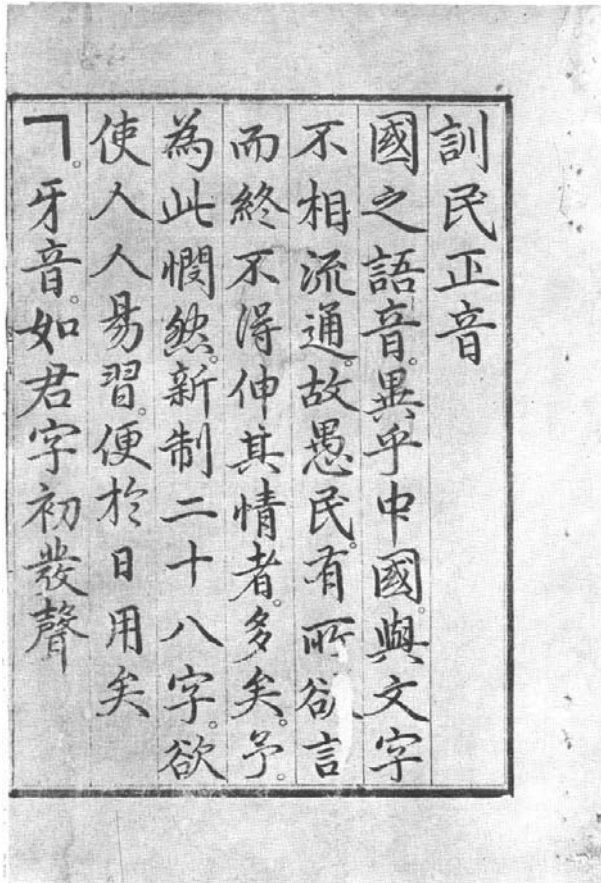 訓民正音
國之語音。異乎中國。與文字
不相流通。故愚民。有所欲言
而終不得伸其情者。多矣。予。
為此憫然。新制二十八字。欲
使人人易習。便於日用矣
ㄱ。牙音。如君字初發聲